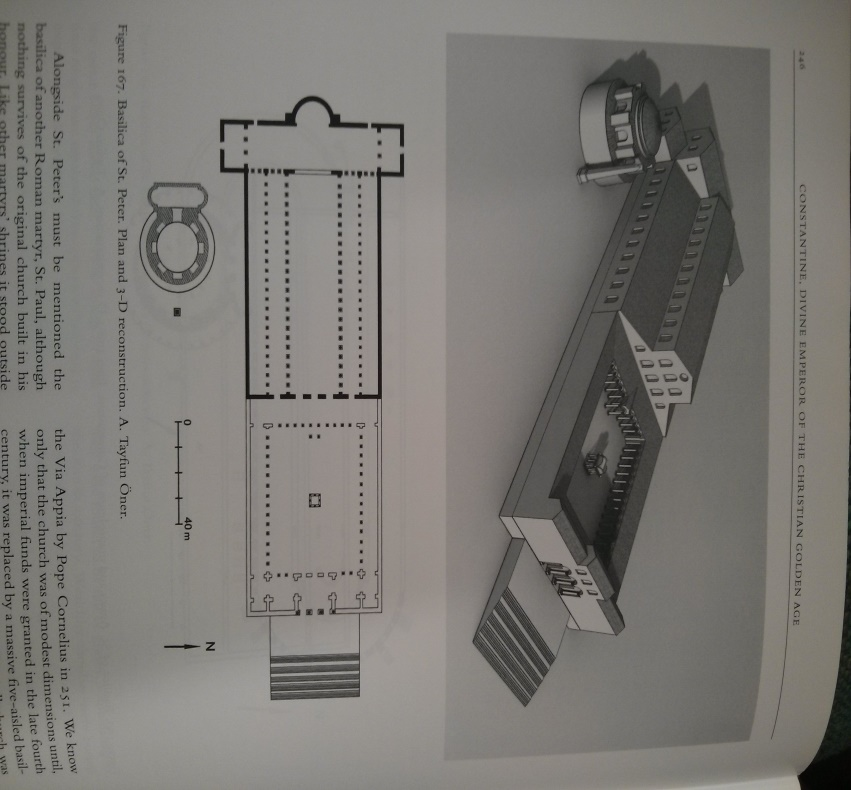 246
CONSTANTINE, DIVINE EMPEROR OF THE CHRISTIAN GOLDEN AGE
0
40 m
N
Figure 167. Basilica of St. Peter. Plan and 3-D reconstruction. A. Tayfun Öner.
Alongside St. Peter's must be mentioned the
basilica of another Roman martyr, St. Paul, although
nothing survives of the original church built in his
honour. Like other martyrs' shrines it stood outside
the Via Appia by Pope Cornelius in 251. We know
only that the church was of modest dimensions until,
when imperial funds were granted in the late fourth
century, it was replaced by a massive five-aisled basil-
church was